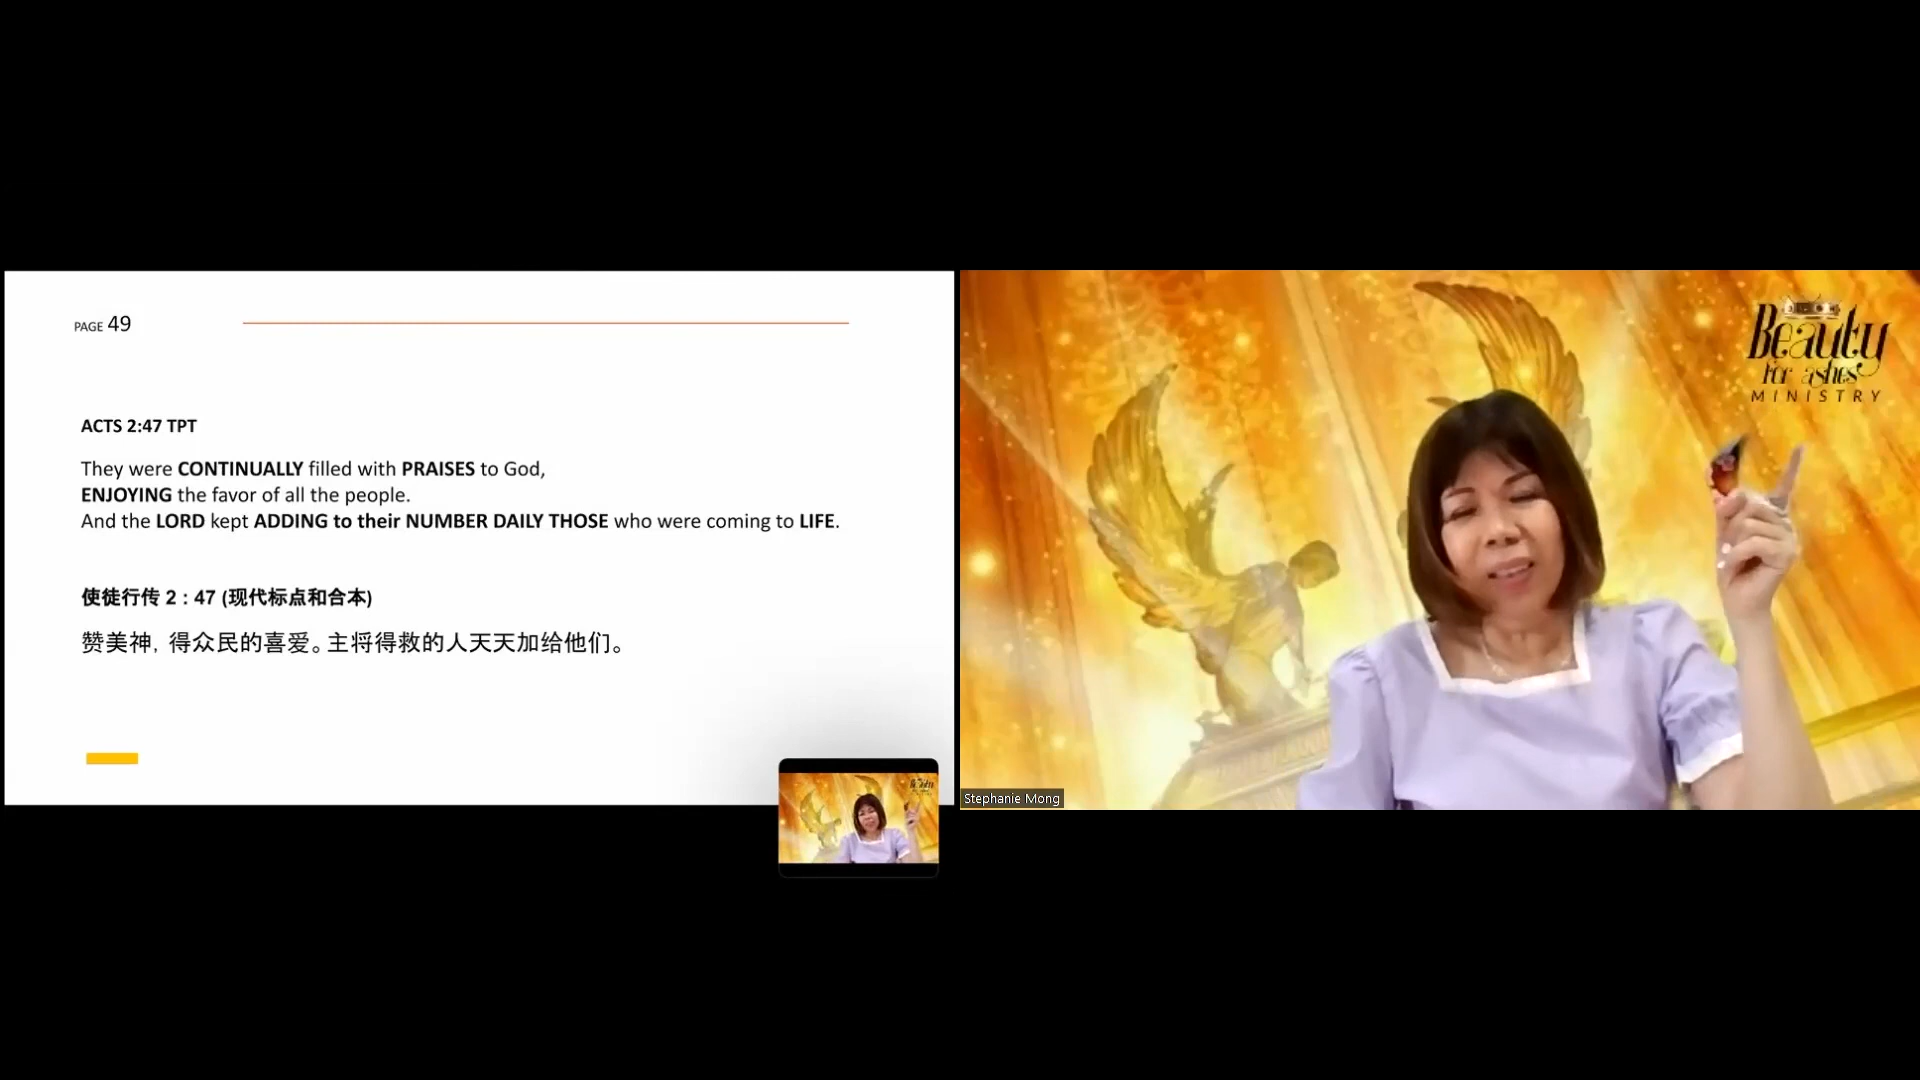 PAGE 49
ACTS 2:47 TPT
They were CONTINUALLY filled with PRAISES to God,
ENJOYING the favor of all the people.
And the LORD kept ADDING to their NUMBER DAILY THOSE who were coming to LIFE.
使徒行传 2 : 47 (现代标点和合本)
赞美神，得众民的喜爱。主将得救的人天天加给他们。
Beauty
for ashes
MINISTRY
Stephanie Mong